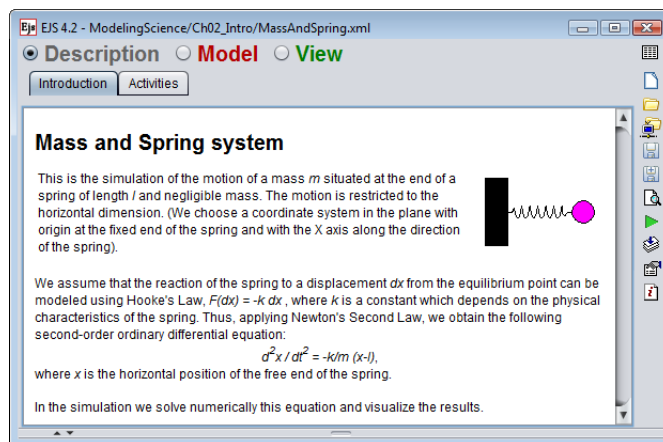 EJS 4.2 - ModelingScience/Ch02_Intro/MassAndSpring.xml
Description Model View
Introduction Activities
Mass and Spring system
This is the simulation of the motion of a mass m situated at the end of a
spring of length l and negligible mass. The motion is restricted to the
horizontal dimension. (We choose a coordinate system in the plane with
origin at the fixed end of the spring and with the X axis along the direction
of the spring).
We assume that the reaction of the spring to a displacement dx from the equilibrium point can be
modeled using Hooke's Law, F(dx) = -k dx , where k is a constant which depends on the physical
characteristics of the spring. Thus, applying Newton's Second Law, we obtain the following
second-order ordinary differential equation:
d²x / dt² = -k/m (x-l),
where x is the horizontal position of the free end of the spring.
In the simulation we solve numerically this equation and visualize the results.